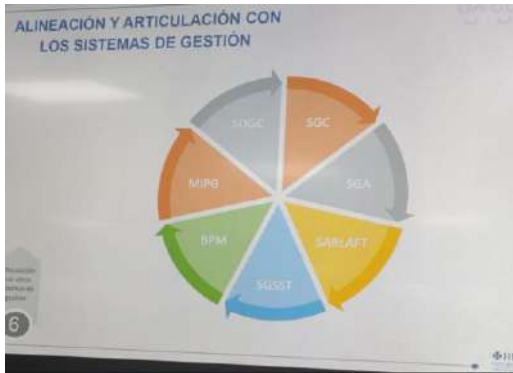 ALINEACIÓN Y ARTICULACIÓN CON
LOS SISTEMAS DE GESTIÓN
SOGC
SGC
MIPG
SGA
BPM
SARLAFT
SGSST
6